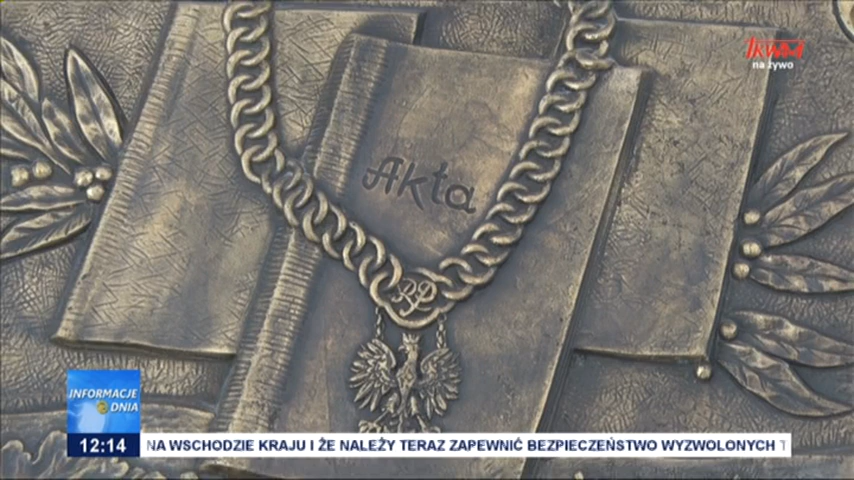 TRWAM
na żywo
Akta
RP
INFORMACJE
DNIA
12:14
NA WSCHODZIE KRAJU I ŻE NALEŻY TERAZ ZAPEWNIĆ BEZPIECZEŃSTWO WYZWOLONYCH T